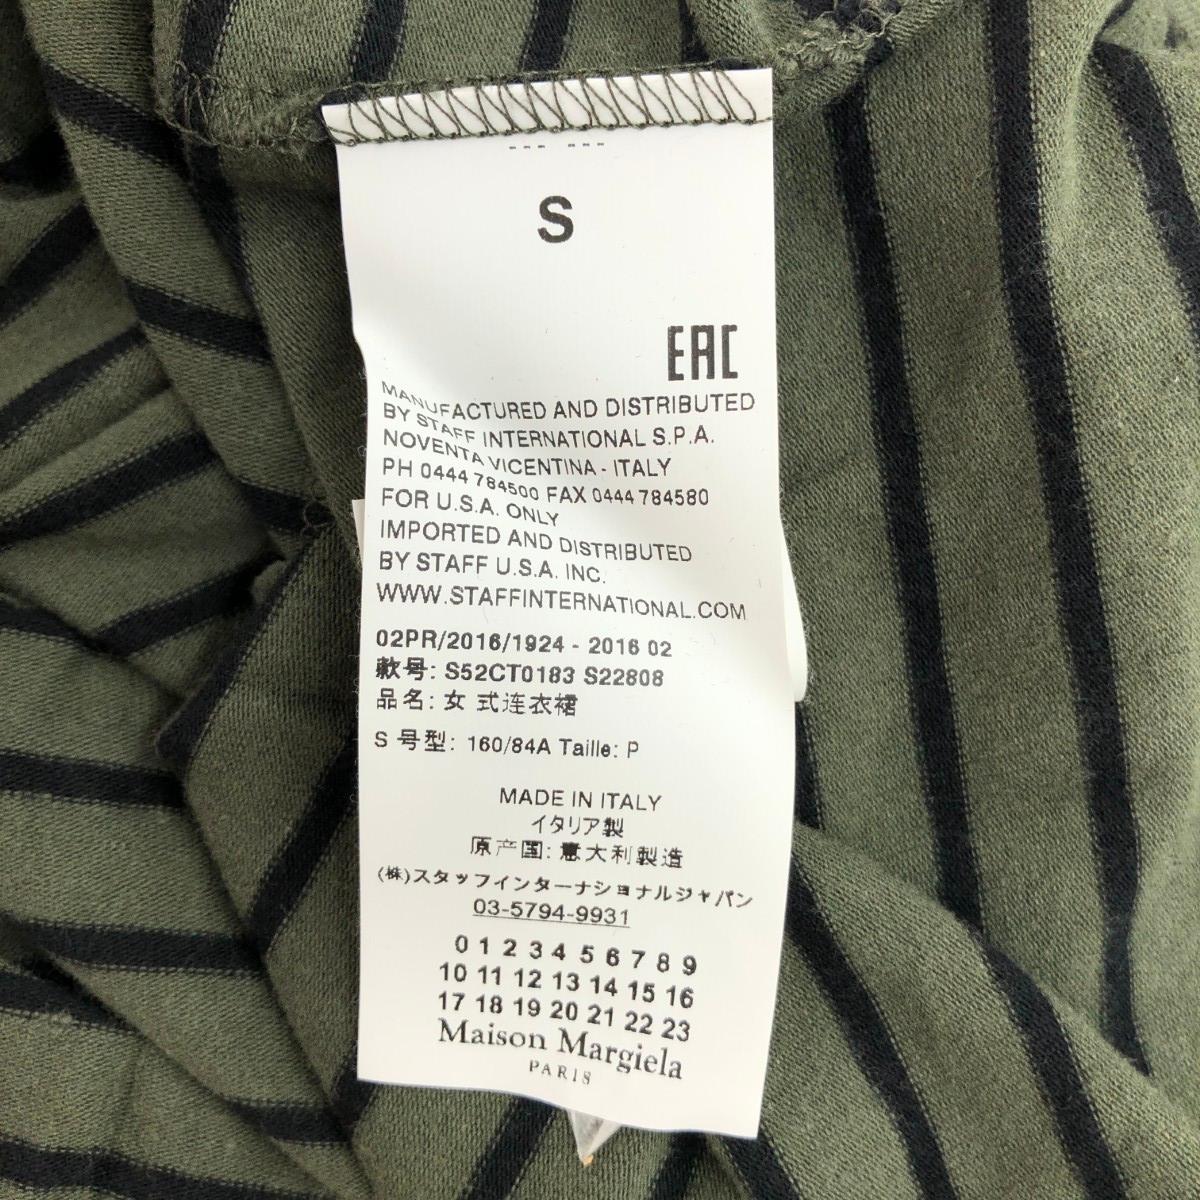 S
EAC
MANUFACTURED AND DISTRIBUTED
BY STAFF INTERNATIONAL S.P.A.
NOVENTA VICENTINA - ITALY
PH 0444 784500 FAX 0444 784580
FOR U.S.A. ONLY
IMPORTED AND DISTRIBUTED
BY STAFF U.S.A. INC.
WWW.STAFFINTERNATIONAL.COM
02PR/2016/1924 - 2016 02
款号: S52CT0183 S22808
品名: 女 式连衣裙
S 号型: 160/84A Taille: P
MADE IN ITALY
イタリア製
原产国: 意大利製造
(株)スタッフインターナショナルジャパン
03-5794-9931
0 1 2 3 4 5 6 7 8 9
10 11 12 13 14 15 16
17 18 19 20 21 22 23
Maison Margiela
PARIS